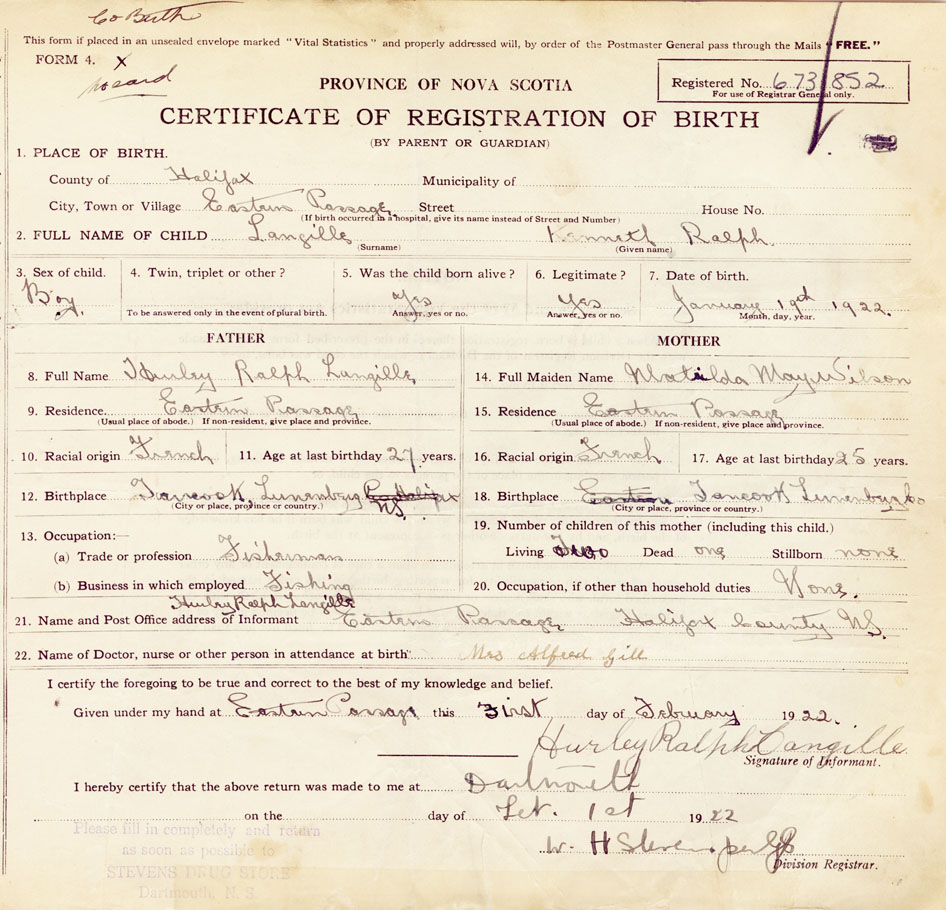 Co Birth
This form if placed in an unsealed envelope marked "Vital Statistics" and properly addressed will, by order of the Postmaster General pass through the Mails "FREE."
FORM 4. X
PROVINCE OF NOVA SCOTIA
Registered No. 673852
For use of Registrar General only.
CERTIFICATE OF REGISTRATION OF BIRTH
(BY PARENT OR GUARDIAN)
1. PLACE OF BIRTH.
County of Halifax Municipality of
City, Town or Village Eastern Passage Street House No.
(If birth occurred in a hospital, give its name instead of Street and Number)
2. FULL NAME OF CHILD Langille Kenneth Ralph.
(Surname) (Given name)
3. Sex of child. 4. Twin, triplet or other? 5. Was the child born alive? 6. Legitimate? 7. Date of birth.
Boy. Yes Yes January 19th 1922.
To be answered only in the event of plural birth. Answer, yes or no. Answer, yes or no. Month, day, year.
FATHER MOTHER
8. Full Name Hurley Ralph Langille 14. Full Maiden Name Matilda May Wilson
9. Residence. Eastern Passage 15. Residence Eastern Passage
(Usual place of abode.) If non-resident, give place and province. (Usual place of abode.) If non-resident, give place and province.
10. Racial origin French 11. Age at last birthday 27 years. 16. Racial origin French 17. Age at last birthday 25 years.
12. Birthplace Tancook, Lunenburg Co Halifax 18. Birthplace Eastern Tancook Lunenburg Co
(City or place, province or country.) NS. (City or place, province or country.)
13. Occupation:— 19. Number of children of this mother (including this child.)
(a) Trade or profession Fisherman Living Two Dead one Stillborn none
(b) Business in which employed Fishing 20. Occupation, if other than household duties None.
Hurley Ralph Langille
21. Name and Post Office address of Informant Eastern Passage Halifax County NS.
22. Name of Doctor, nurse or other person in attendance at birth Mrs Alfred Gill
I certify the foregoing to be true and correct to the best of my knowledge and belief.
Given under my hand at Eastern Passage this First day of February 1922.
Hurley Ralph Langille
Signature of Informant.
I hereby certify that the above return was made to me at Dartmouth
on the day of Feb. 1st 1922
W. H Stevens per
Division Registrar.
Please fill in completely and return
as soon as possible to
STEVENS DRUG STORE
Dartmouth, N. S.